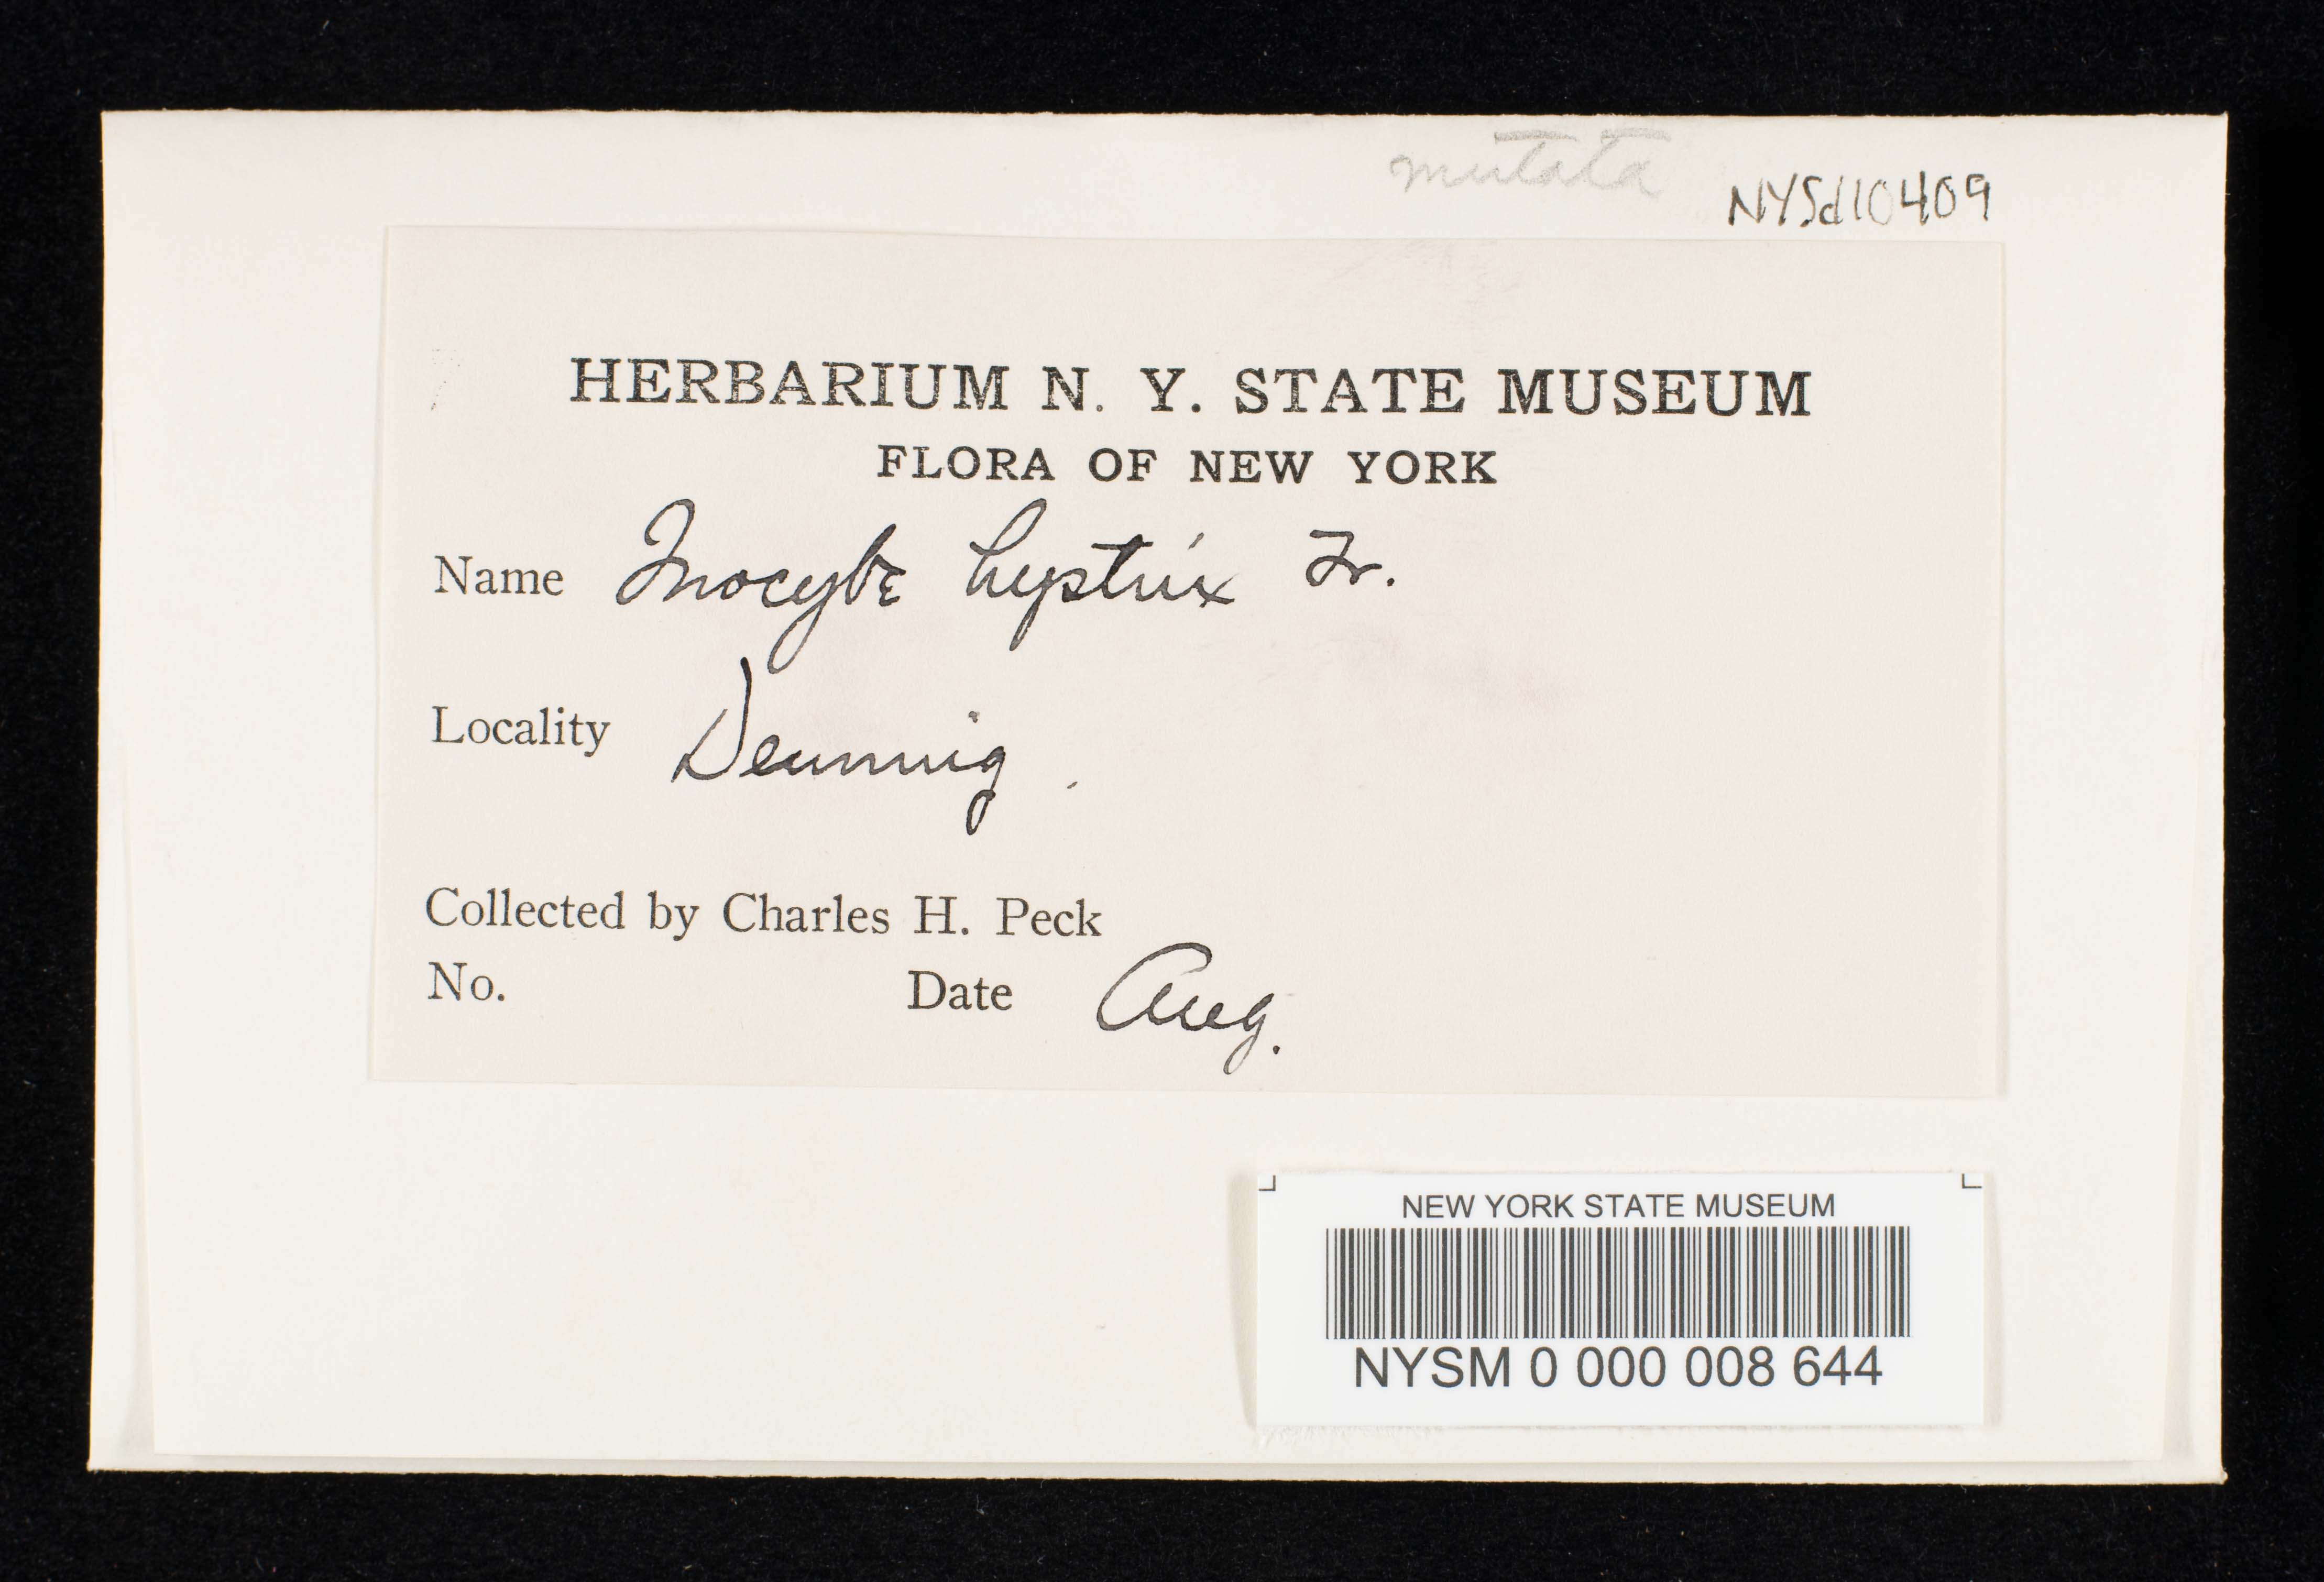 mutata
NYSd10409
HERBARIUM N. Y. STATE MUSEUM
FLORA OF NEW YORK
Name Inocybe hystrix Fr.
Locality Denning.
Collected by Charles H. Peck
No. Date Aug.
NEW YORK STATE MUSEUM
NYSM 0 000 008 644